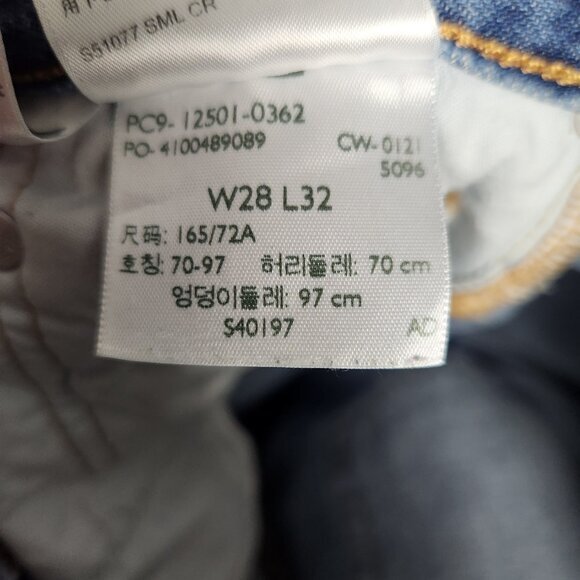 S51077 SML CR
PC9- 12501-0362
PO- 4100489089 CW-0121
5096
W28 L32
尺码: 165/72A
호칭: 70-97 허리둘레: 70 cm
엉덩이둘레: 97 cm
S40197 AD